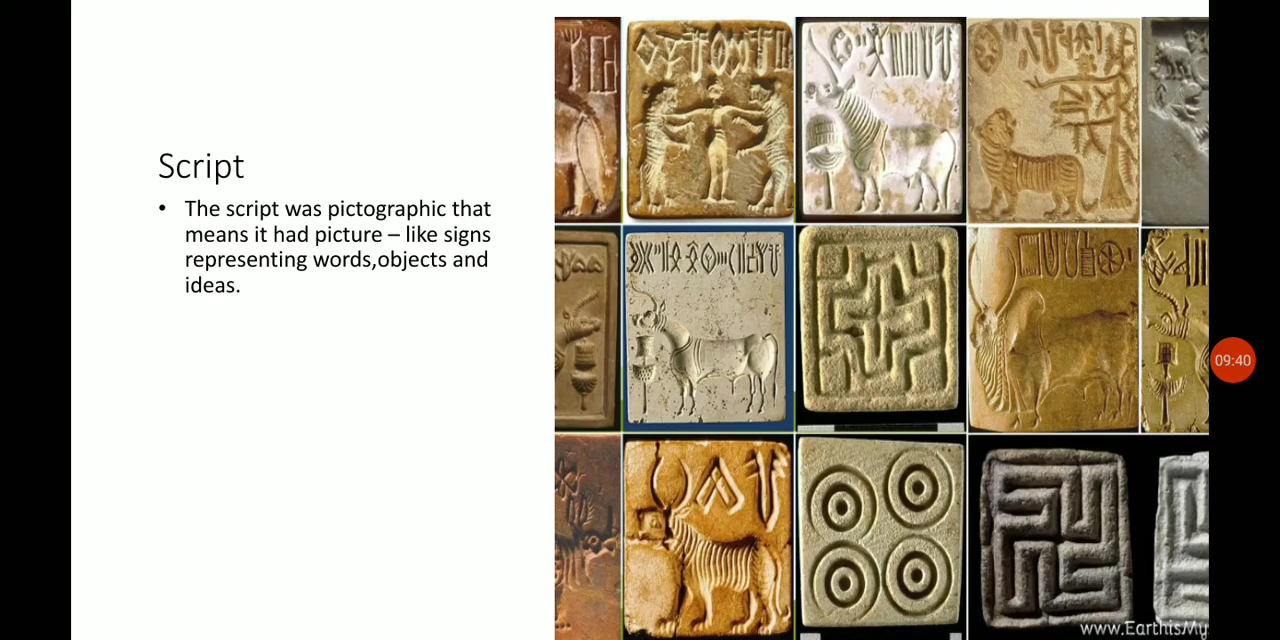 Script
• The script was pictographic that
means it had picture – like signs
representing words,objects and
ideas.
09:40
www.EarthisMy